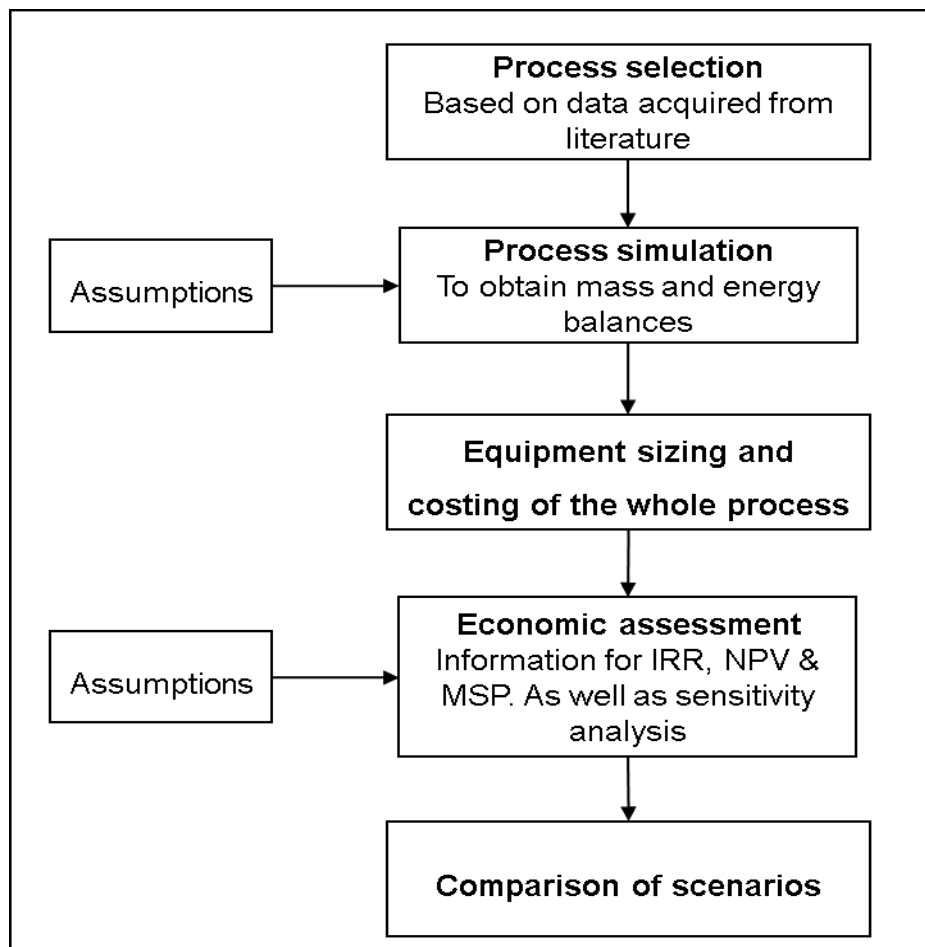 Process selection
Based on data acquired from
literature
Process simulation
To obtain mass and energy
balances
Assumptions
Equipment sizing and
costing of the whole process
Economic assessment
Information for IRR, NPV &
MSP. As well as sensitivity
analysis
Assumptions
Comparison of scenarios